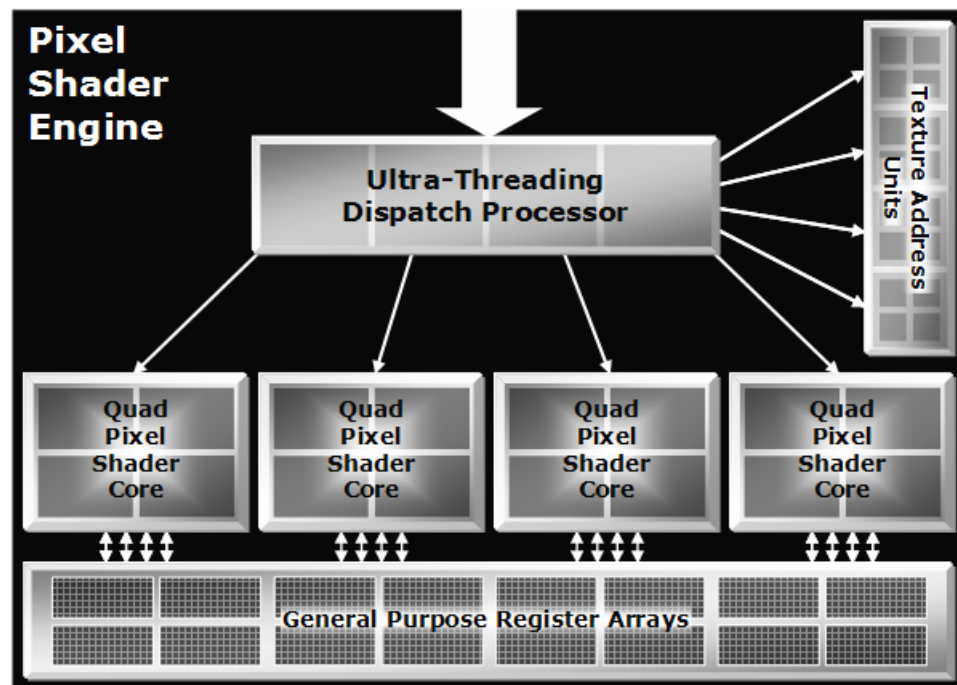 Pixel
Shader
Engine
Ultra-Threading
Dispatch Processor
Texture Address
Units
Quad
Pixel
Shader
Core
Quad
Pixel
Shader
Core
Quad
Pixel
Shader
Core
Quad
Pixel
Shader
Core
General Purpose Register Arrays